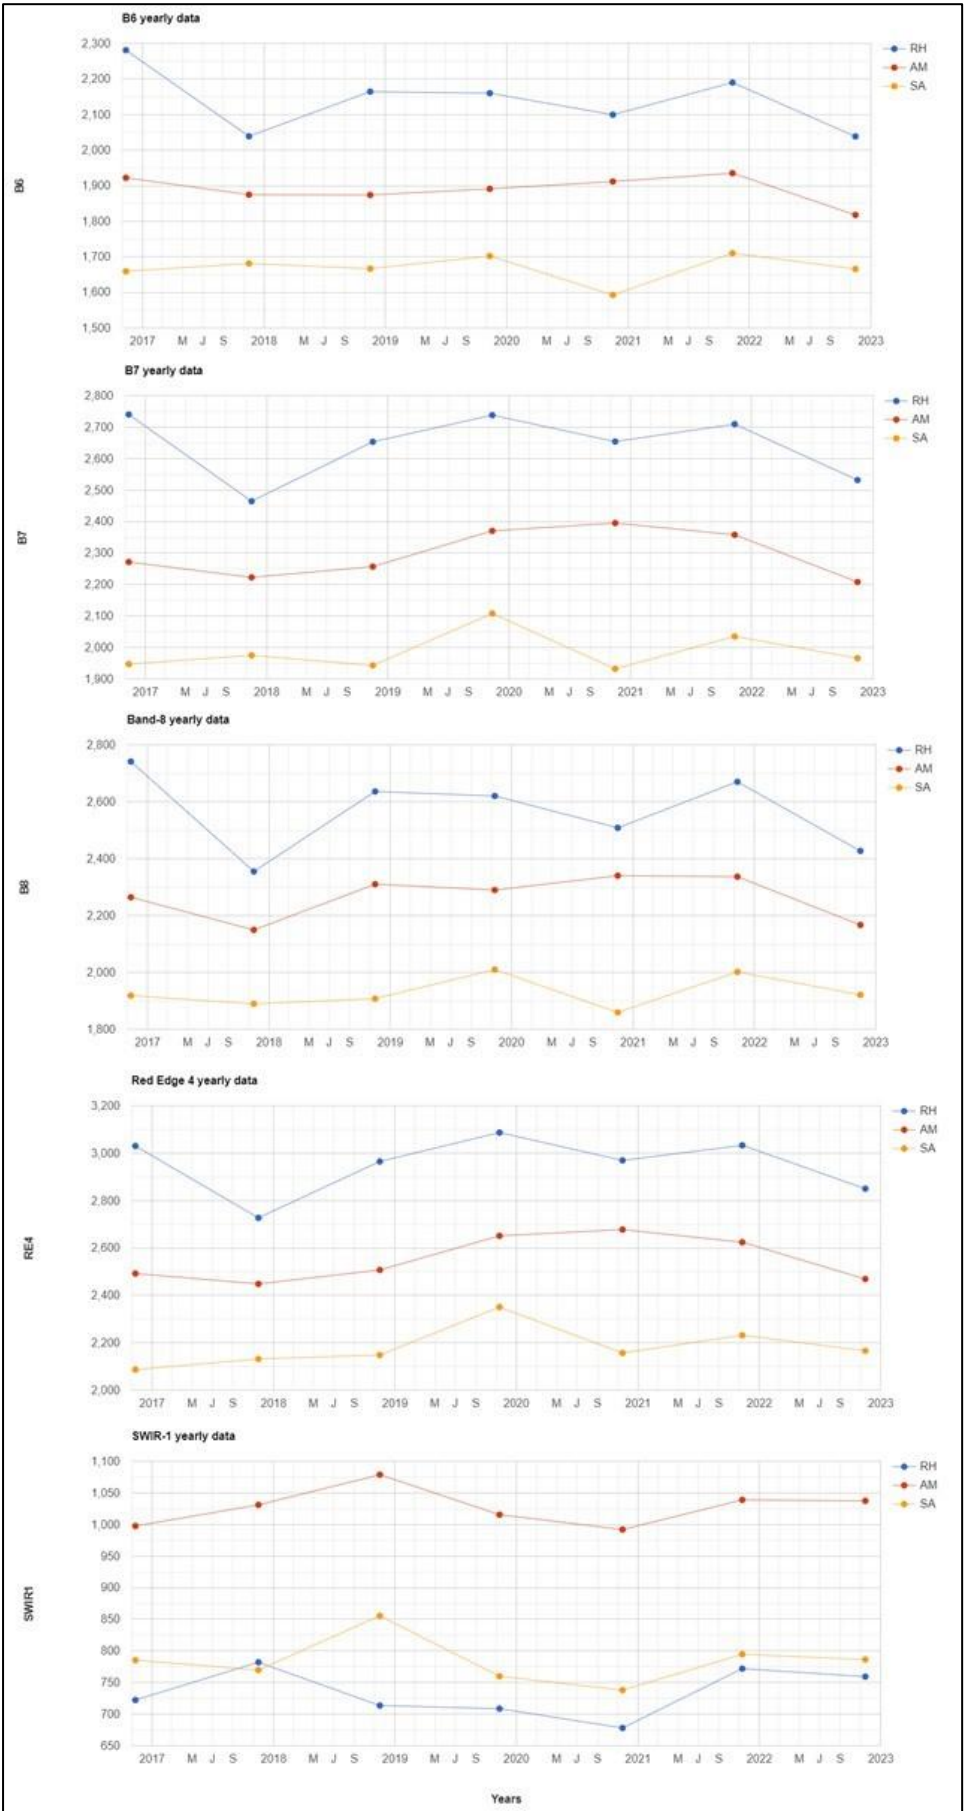 B6 yearly data
2,300
2,200
2,100
2,000
1,900
1,800
1,700
1,600
1,500
B6
2017 M J S 2018 M J S 2019 M J S 2020 M J S 2021 M J S 2022 M J S 2023
RH
AM
SA
B7 yearly data
2,800
2,700
2,600
2,500
2,400
2,300
2,200
2,100
2,000
1,900
B7
2017 M J S 2018 M J S 2019 M J S 2020 M J S 2021 M J S 2022 M J S 2023
RH
AM
SA
Band-8 yearly data
2,800
2,600
2,400
2,200
2,000
1,800
B8
2017 M J S 2018 M J S 2019 M J S 2020 M J S 2021 M J S 2022 M J S 2023
RH
AM
SA
Red Edge 4 yearly data
3,200
3,000
2,800
2,600
2,400
2,200
2,000
RE4
2017 M J S 2018 M J S 2019 M J S 2020 M J S 2021 M J S 2022 M J S 2023
RH
AM
SA
SWIR-1 yearly data
1,100
1,050
1,000
950
900
850
800
750
700
650
SWIR1
2017 M J S 2018 M J S 2019 M J S 2020 M J S 2021 M J S 2022 M J S 2023
RH
AM
SA
Years